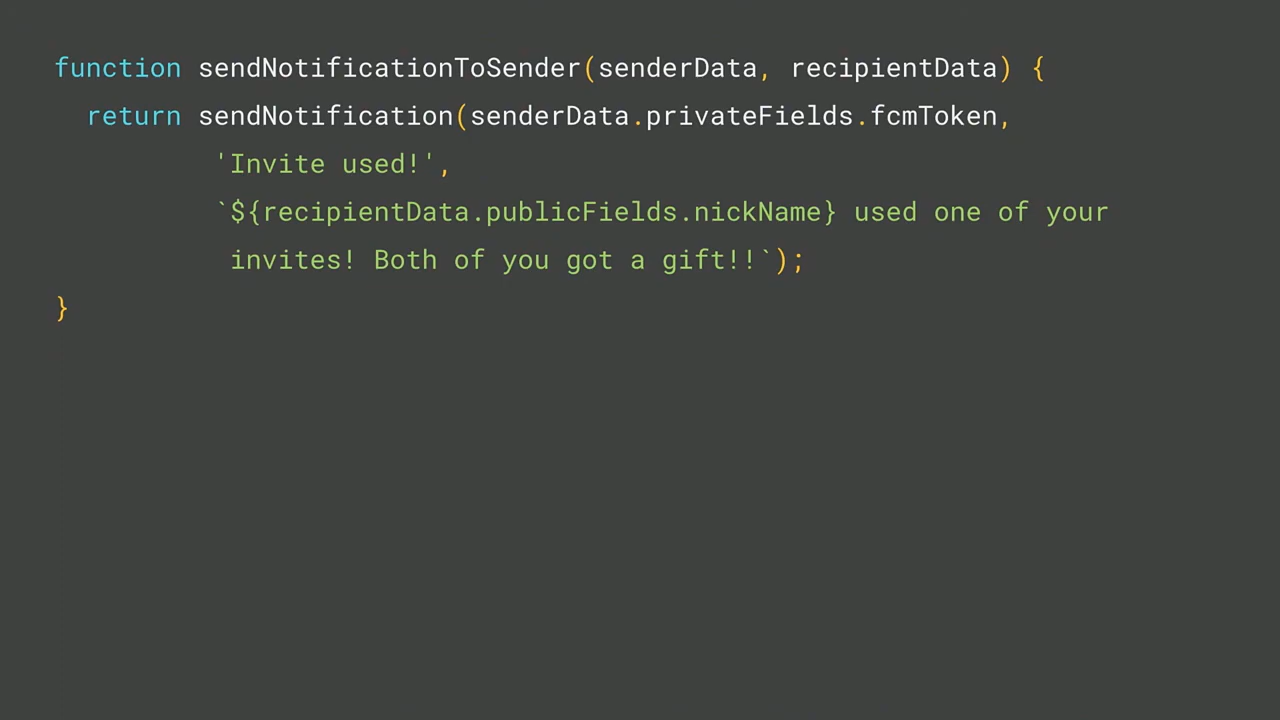 function sendNotificationToSender(senderData, recipientData) {
  return sendNotification(senderData.privateFields.fcmToken,
          'Invite used!',
          `${recipientData.publicFields.nickName} used one of your
           invites! Both of you got a gift!!`);
}